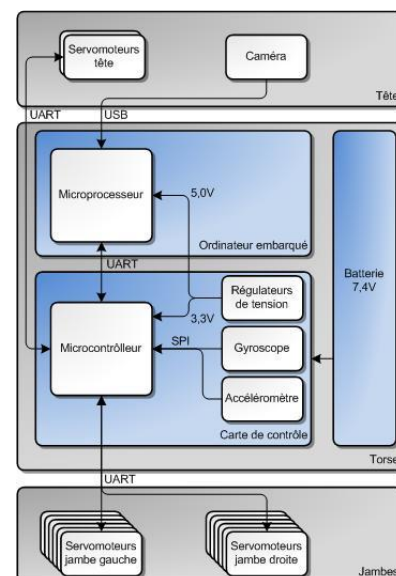 Servomoteurs
tête
Caméra
Tête
UART
USB
Microprocesseur
5,0V
Ordinateur embarqué
UART
Batterie
7,4V
Régulateurs
de tension
3,3V
SPI
Microcontrôlleur
Gyroscope
Accéléromètre
Carte de contrôle
Torse
UART
Servomoteurs
jambe gauche
Servomoteurs
jambe droite
Jambes